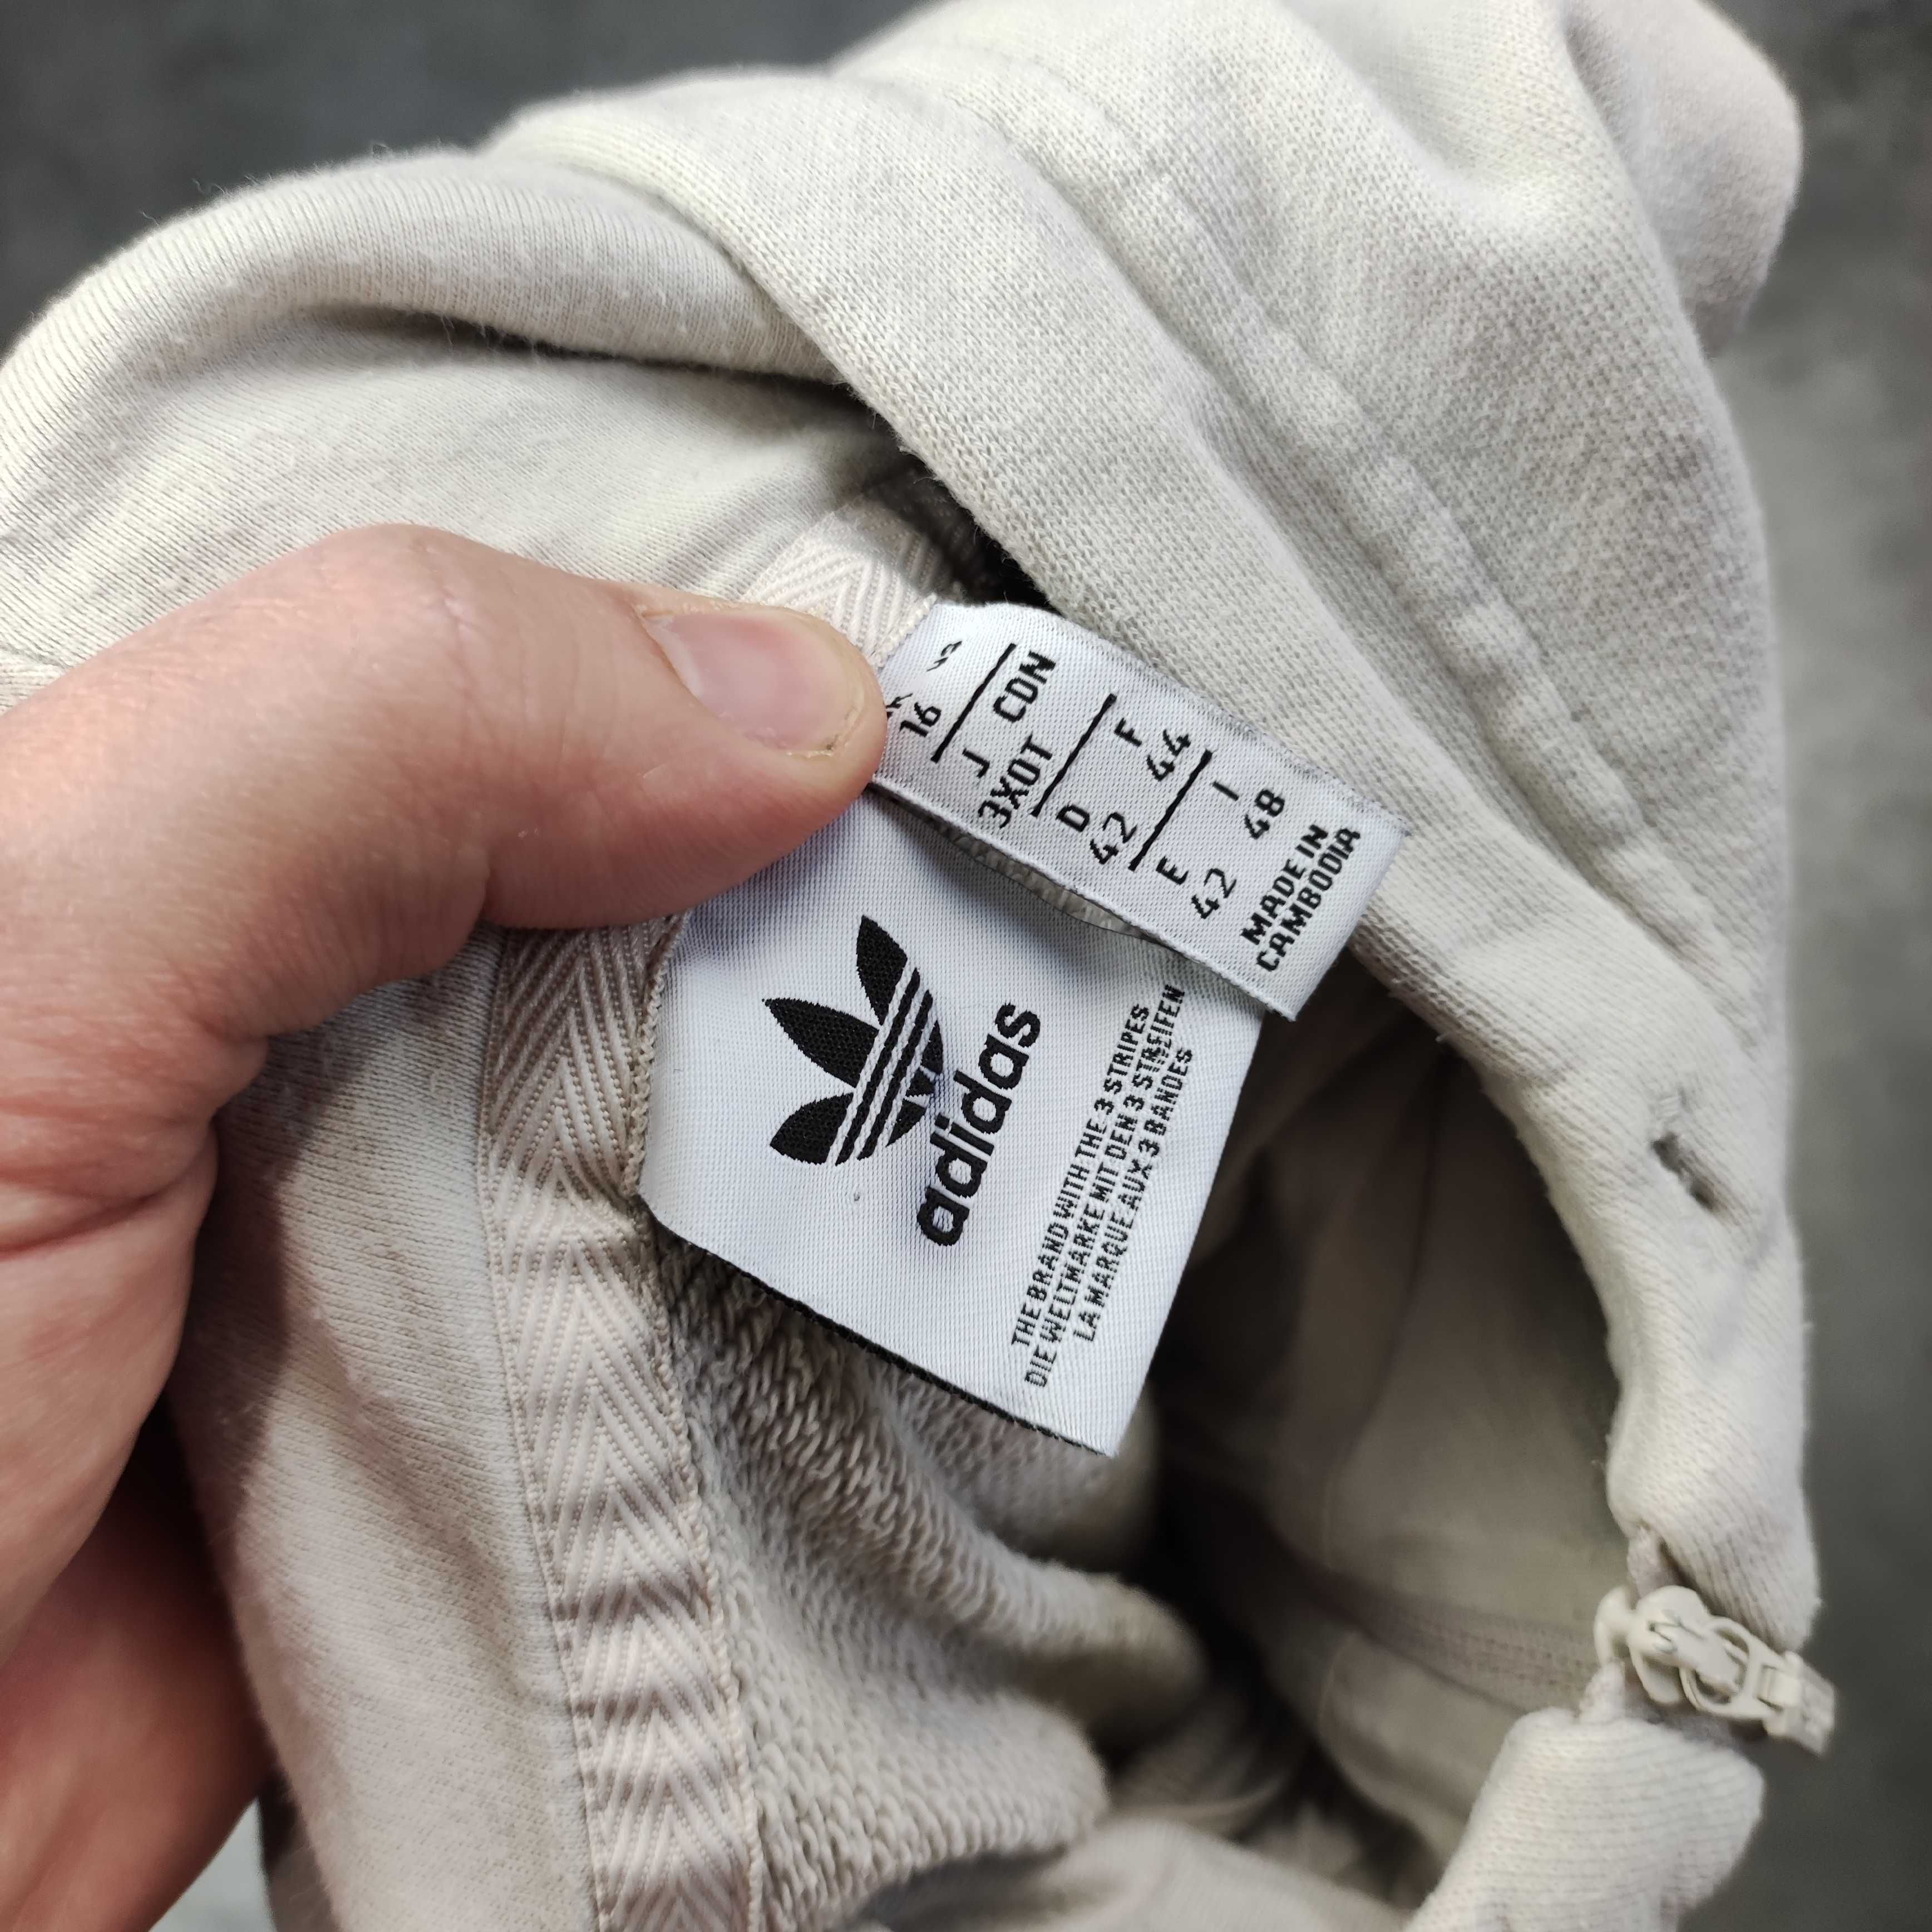 16
J CDN
3XOT
D F
42 44
E I
42 48
MADE IN
CAMBODIA
adidas
THE BRAND WITH THE 3 STRIPES
DIE WELTMARKE MIT DEN 3 STREIFEN
LA MARQUE AUX 3 BANDES